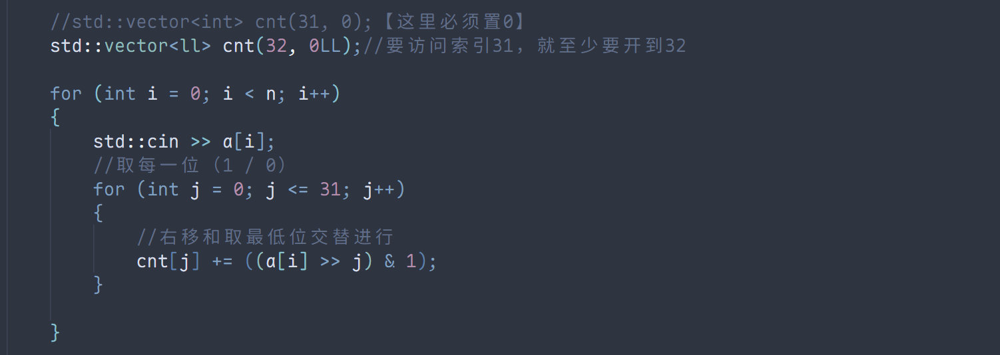 //std::vector<int> cnt(31, 0);【这里必须置0】
std::vector<ll> cnt(32, 0LL);//要访问索引31，就至少要开到32
for (int i = 0; i < n; i++)
{
std::cin >> a[i];
//取每一位（1 / 0）
for (int j = 0; j <= 31; j++)
{
//右移和取最低位交替进行
cnt[j] += ((a[i] >> j) & 1);
}
}